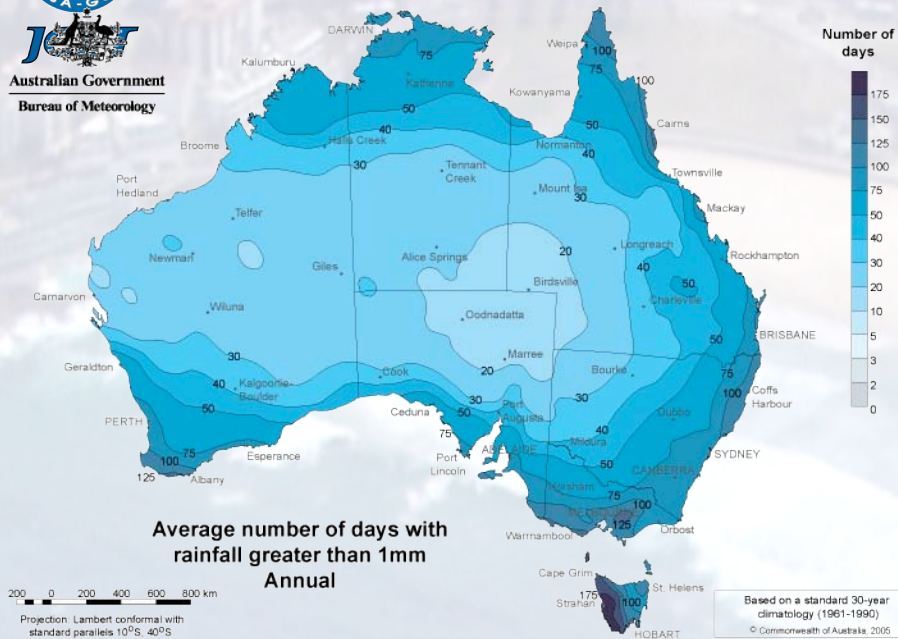 Australian Government
Bureau of Meteorology
Number of
days
175
150
125
100
75
50
40
30
20
10
5
3
2
0
DARWIN
75
Katherine
Kalumburu
50
40
Halls Creek
Broome
30
Port
Hedland
Telfer
Newman
Carnarvon
Wiluna
Giles
Tennant
Creek
Alice Springs
Weipa
100
75
100
Kowanyama
Cairns
50
Normanton
40
Townsville
Mount Isa
30
Mackay
20
Longreach
40
Rockhampton
50
Birdsville
Charleville
Oodnadatta
BRISBANE
50
Marree
20
Bourke
75
100
Coffs
Harbour
30
Dubbo
Geraldton
30
40
Kalgoorlie-
Boulder
50
Cook
Ceduna
30
50
Port
Augusta
75
40
PERTH
Mildura
ADELAIDE
SYDNEY
Port
Lincoln
50
CANBERRA
100
75
125
Albany
Esperance
Horsham
75
100
MELBOURNE
125
Orbost
Warrnambool
Cape Grim
175
St. Helens
Strahan
100
HOBART
Average number of days with
rainfall greater than 1mm
Annual
200 0 200 400 600 800 km
Projection: Lambert conformal with
standard parallels 10°S, 40°S
Based on a standard 30-year
climatology (1961-1990)
© Commonwealth of Australia, 2005